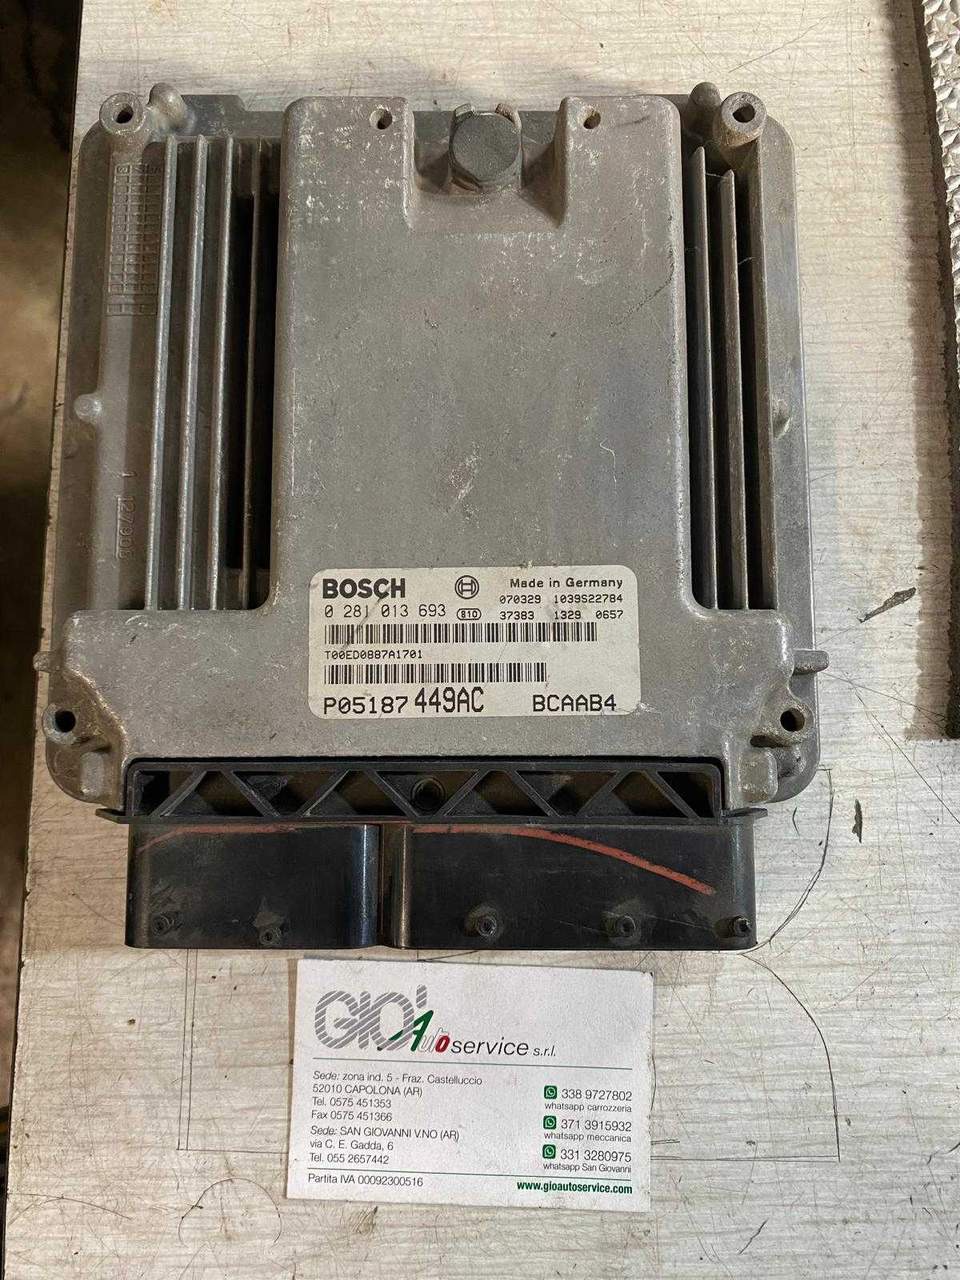 1 127903
BOSCH
Made in Germany
0 281 013 693 810
070329 1039S22784
37383 1329 0657
T00ED0887A1701
P05187 449AC BCAAB4
GIO' Autoservice s.r.l.
Sede: zona ind. 5 - Fraz. Castelluccio
52010 CAPOLONA (AR)
Tel. 0575 451353
Fax 0575 451366
Sede: SAN GIOVANNI V.NO (AR)
via C. E. Gadda, 6
Tel. 055 2657442
Partita IVA 00092300516
338 9727802
whatsapp carrozzeria
371 3915932
whatsapp meccanica
331 3280975
whatsapp San Giovanni
www.gioautoservice.com